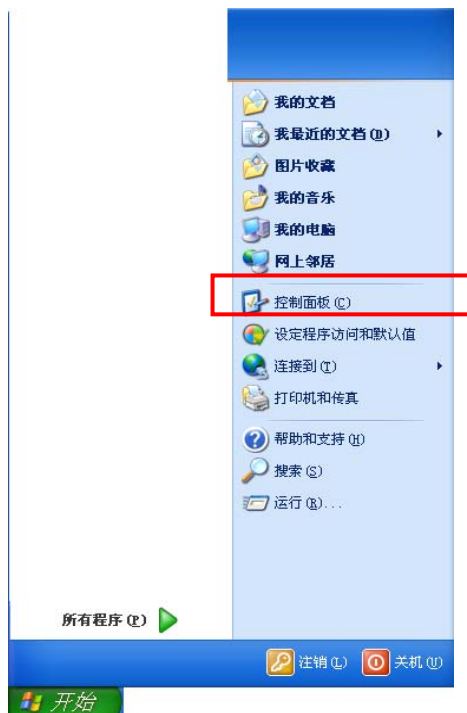 我的文档
我最近的文档(D)
图片收藏
我的音乐
我的电脑
网上邻居
控制面板(C)
设定程序访问和默认值
连接到(T)
打印机和传真
帮助和支持(H)
搜索(S)
运行(R)...
所有程序(P)
注销(L) 关机(U)
开始